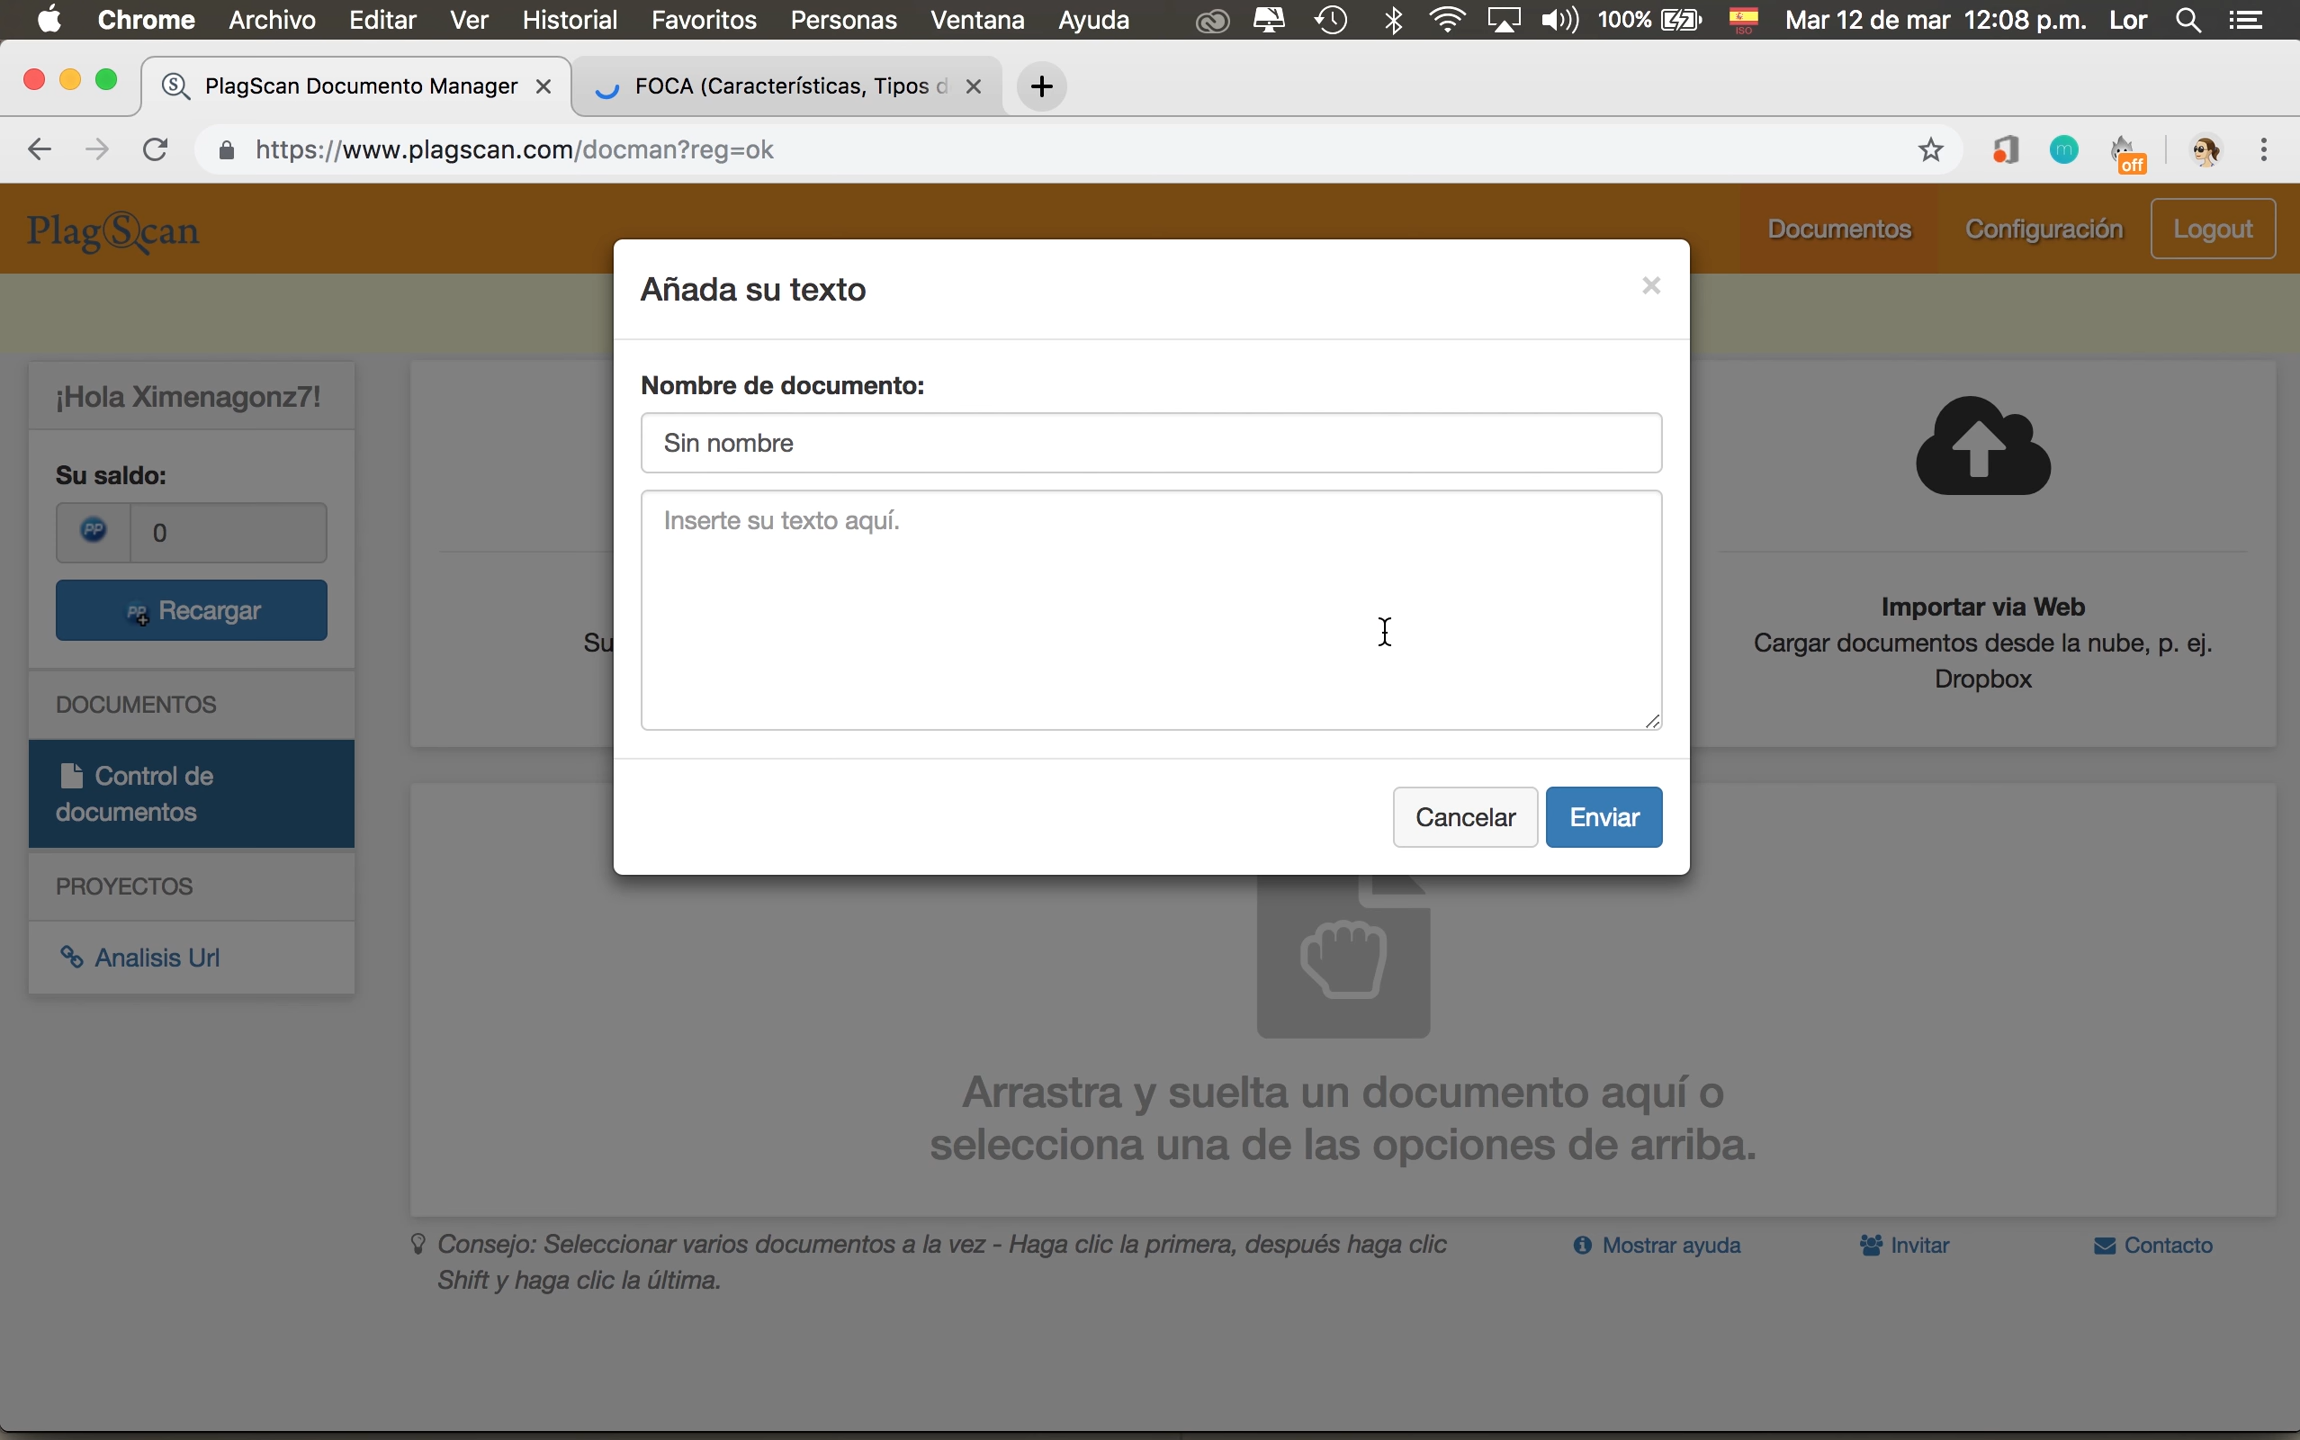 Chrome Archivo Editar Ver Historial Favoritos Personas Ventana Ayuda 100% ISO Mar 12 de mar 12:08 p.m. Lor
PlagScan Documento Manager
FOCA (Características, Tipos d
https://www.plagscan.com/docman?reg=ok
m
off
PlagScan
Documentos Configuración Logout
Añada su texto
Nombre de documento:
Sin nombre
Inserte su texto aquí.
Cancelar Enviar
¡Hola Ximenagonz7!
Su saldo:
PP 0
PP Recargar
DOCUMENTOS
Control de
documentos
PROYECTOS
Analisis Url
Su
Importar via Web
Cargar documentos desde la nube, p. ej.
Dropbox
Arrastra y suelta un documento aquí o
selecciona una de las opciones de arriba.
Consejo: Seleccionar varios documentos a la vez - Haga clic la primera, después haga clic
Shift y haga clic la última.
Mostrar ayuda Invitar Contacto